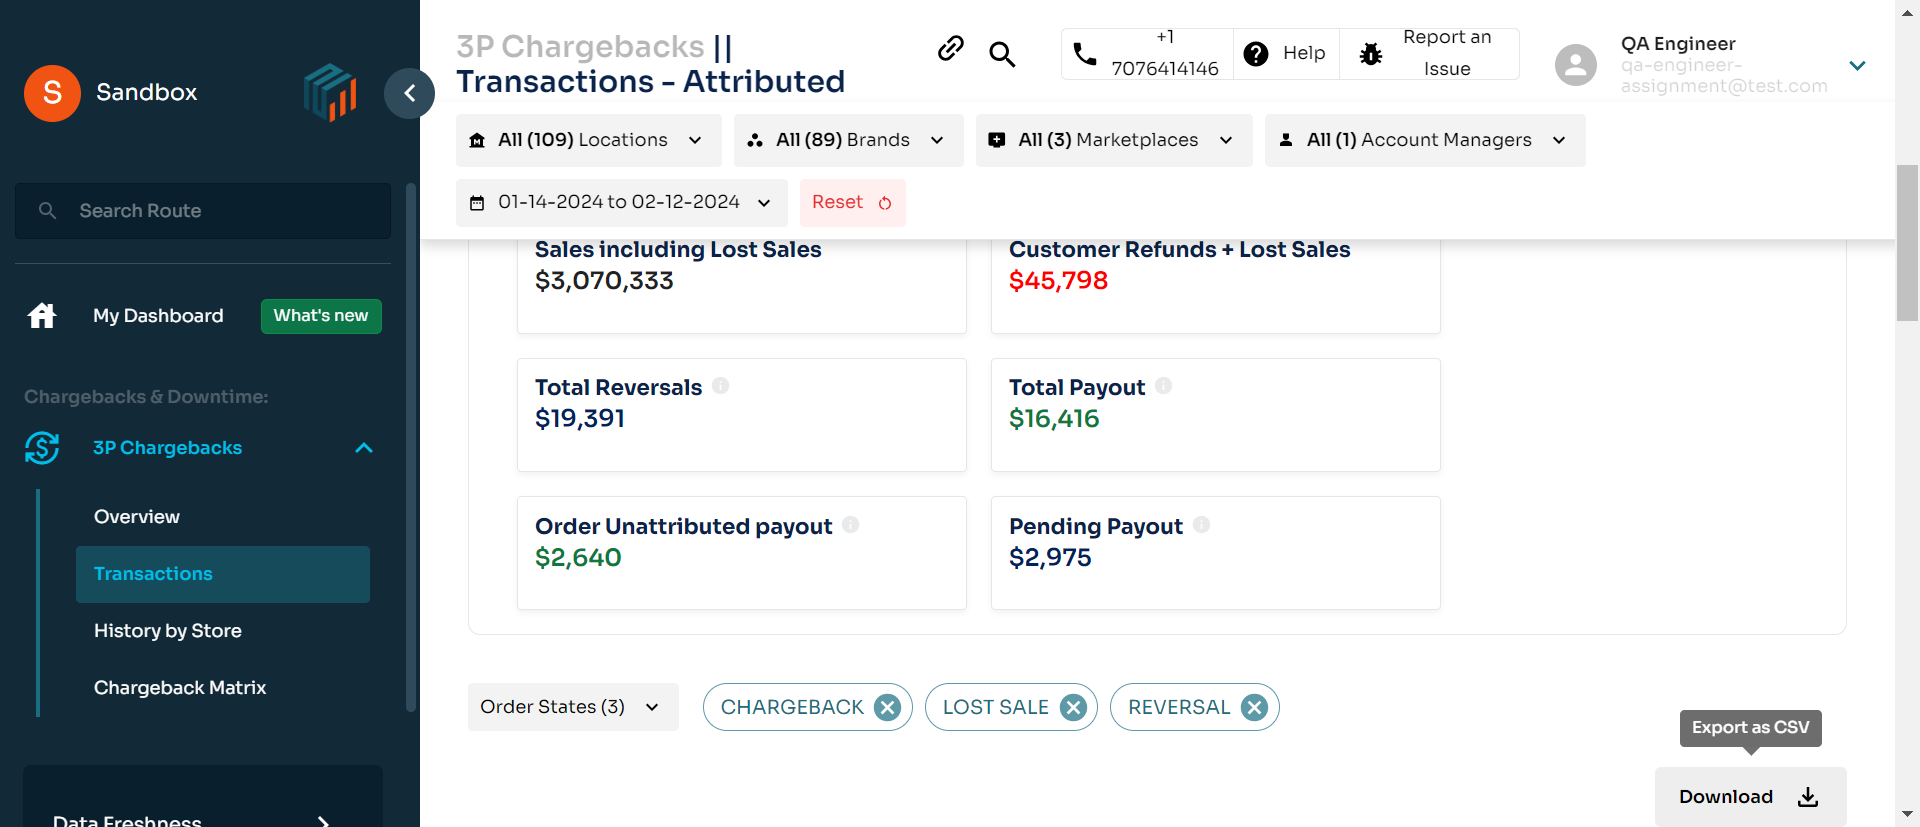 S Sandbox
Search Route
My Dashboard What's new
Chargebacks & Downtime:
3P Chargebacks
Overview
Transactions
History by Store
Chargeback Matrix
Data Freshness
3P Chargebacks ||
Transactions - Attributed
+1
7076414146
Help
Report an
Issue
QA Engineer
qa-engineer-
assignment@test.com
All (109) Locations All (89) Brands All (3) Marketplaces All (1) Account Managers
01-14-2024 to 02-12-2024 Reset
Sales including Lost Sales
$3,070,333
Customer Refunds + Lost Sales
$45,798
Total Reversals
$19,391
Total Payout
$16,416
Order Unattributed payout
$2,640
Pending Payout
$2,975
Order States (3) CHARGEBACK LOST SALE REVERSAL
Export as CSV
Download